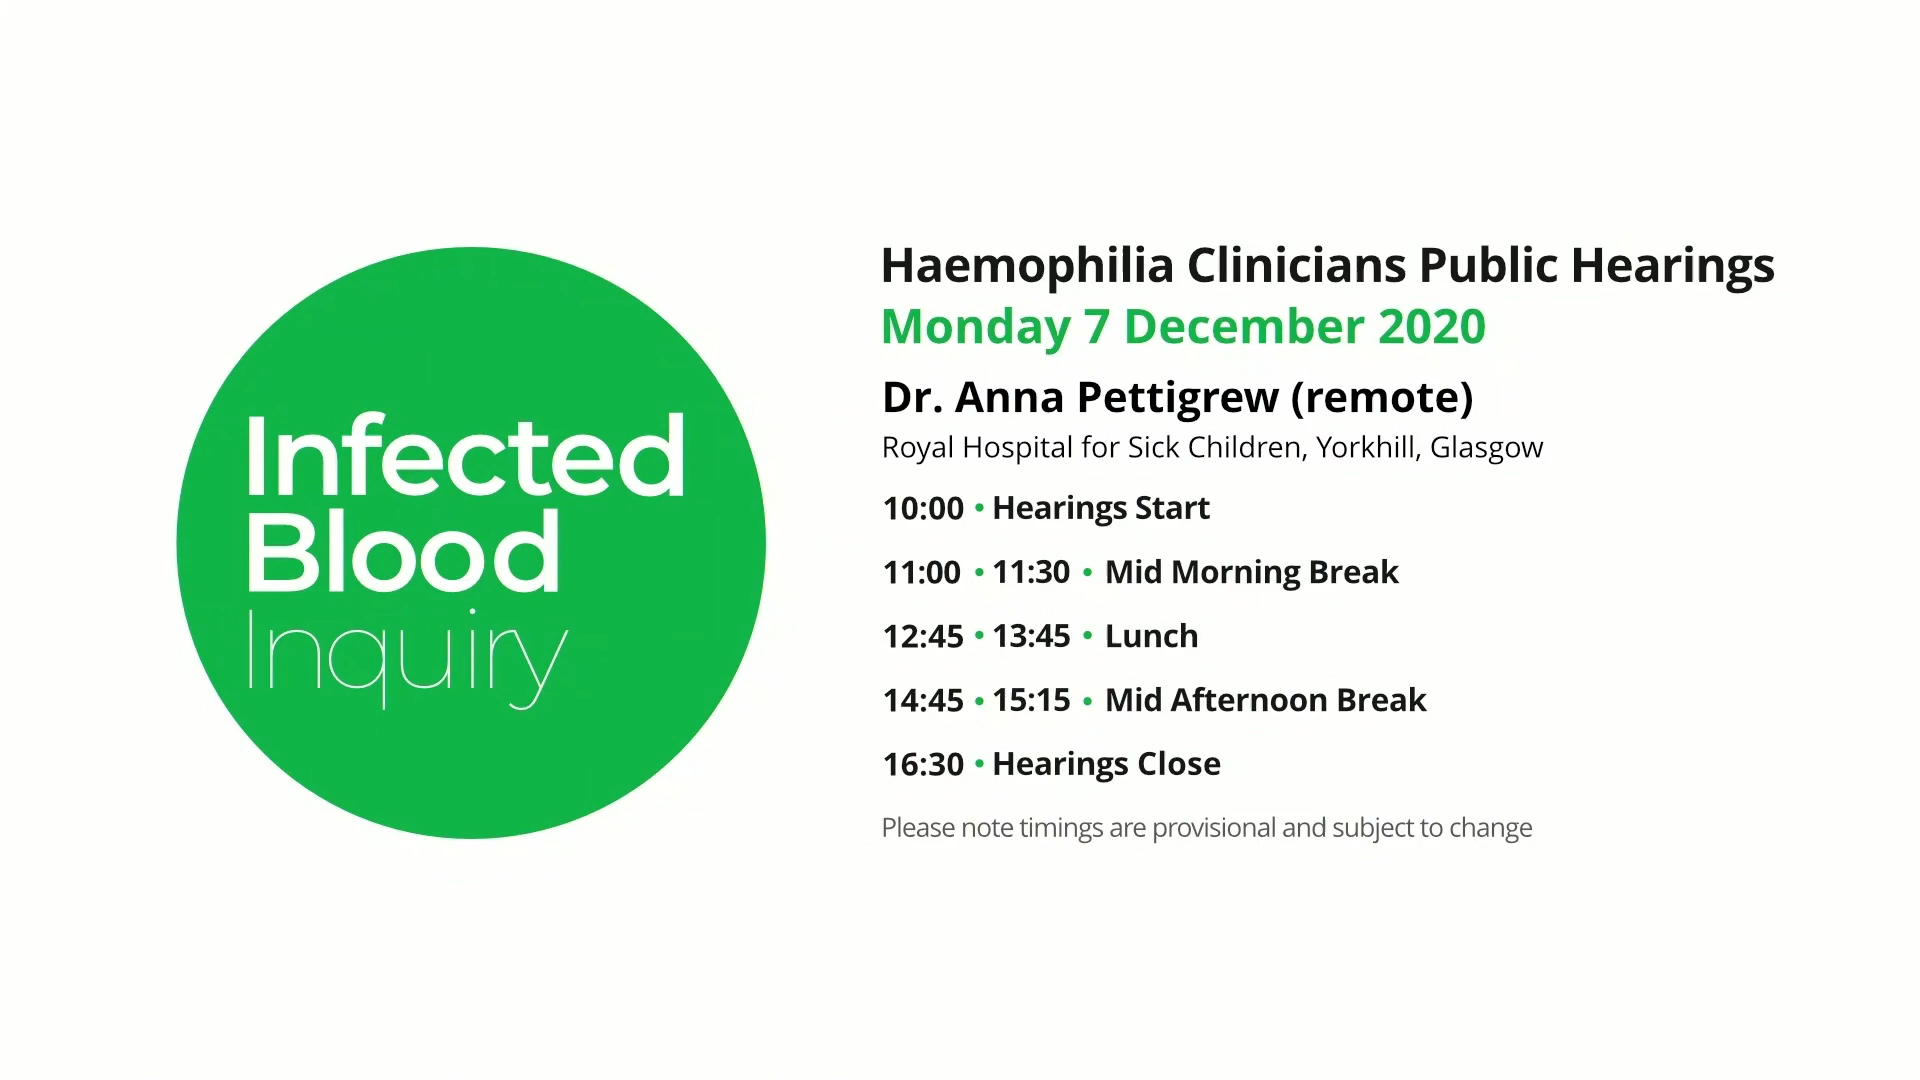 Infected
Blood
Inquiry
Haemophilia Clinicians Public Hearings
Monday 7 December 2020
Dr. Anna Pettigrew (remote)
Royal Hospital for Sick Children, Yorkhill, Glasgow
10:00 • Hearings Start
11:00 • 11:30 • Mid Morning Break
12:45 • 13:45 • Lunch
14:45 • 15:15 • Mid Afternoon Break
16:30 • Hearings Close
Please note timings are provisional and subject to change